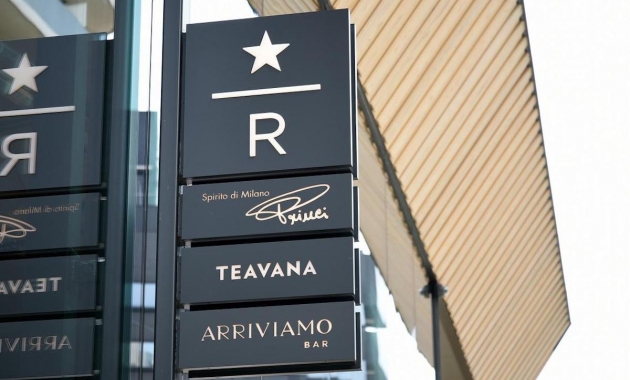 R
Spirito di Milano
Princi
TEAVANA
ARRIVIAMO
BAR